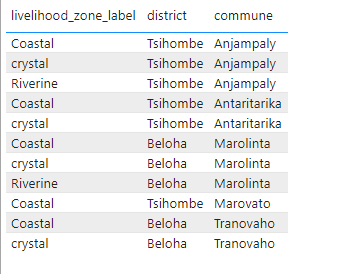 livelihood_zone_label district commune
Coastal Tsihombe Anjampaly
crystal Tsihombe Anjampaly
Riverine Tsihombe Anjampaly
Coastal Tsihombe Antaritarika
crystal Tsihombe Antaritarika
Coastal Beloha Marolinta
crystal Beloha Marolinta
Riverine Beloha Marolinta
Coastal Tsihombe Marovato
Coastal Beloha Tranovaho
crystal Beloha Tranovaho